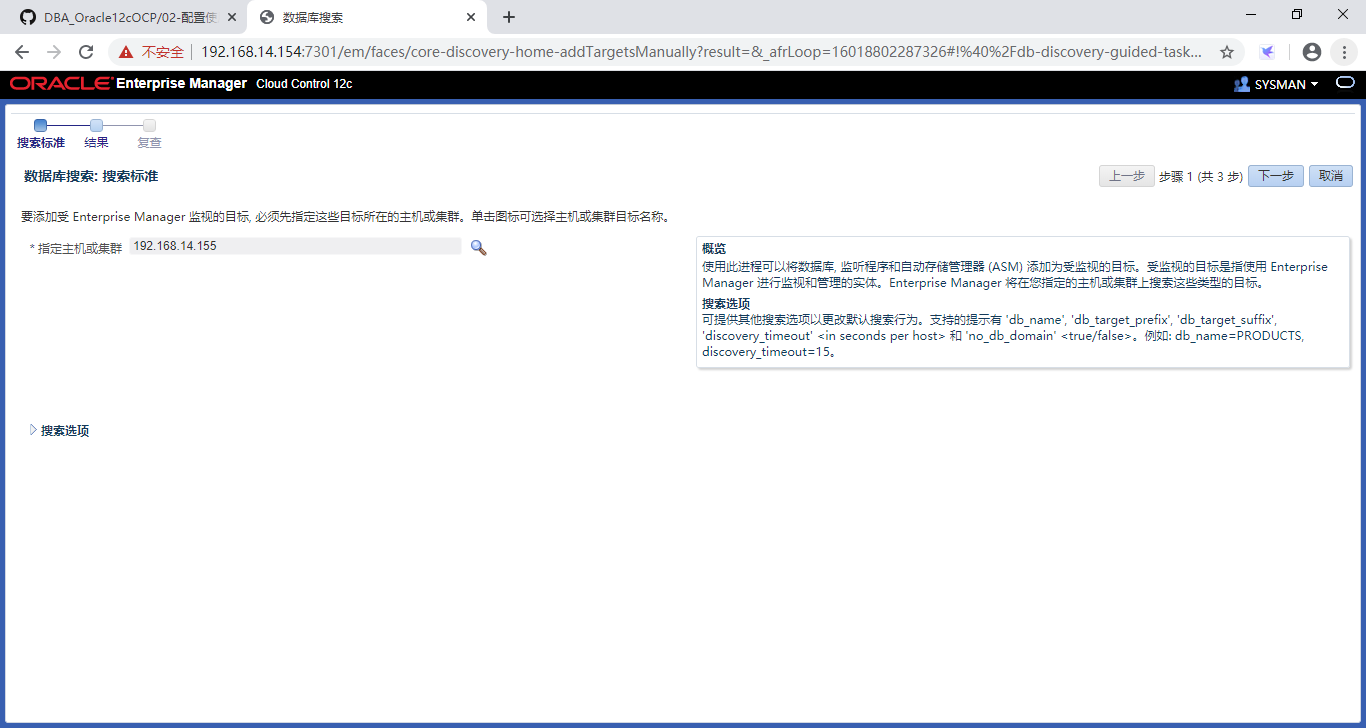 DBA_Oracle12cOCP/02-配置使
数据库搜索
不安全
192.168.14.154:7301/em/faces/core-discovery-home-addTargetsManually?result=&_afrLoop=16018802287326#!%40%2Fdb-discovery-guided-task...
ORACLE Enterprise Manager Cloud Control 12c
SYSMAN
搜索标准 结果 复查
数据库搜索: 搜索标准
上一步 步骤 1 (共 3 步) 下一步 取消
要添加受 Enterprise Manager 监视的目标, 必须先指定这些目标所在的主机或集群。单击图标可选择主机或集群目标名称。
* 指定主机或集群 192.168.14.155
概览
使用此进程可以将数据库, 监听程序和自动存储管理器 (ASM) 添加为受监视的目标。受监视的目标是指使用 Enterprise
Manager 进行监视和管理的实体。Enterprise Manager 将在您指定的主机或集群上搜索这些类型的目标。
搜索选项
可提供其他搜索选项以更改默认搜索行为。支持的提示有 'db_name', 'db_target_prefix', 'db_target_suffix',
'discovery_timeout' <in seconds per host> 和 'no_db_domain' <true/false>。例如: db_name=PRODUCTS,
discovery_timeout=15。
搜索选项